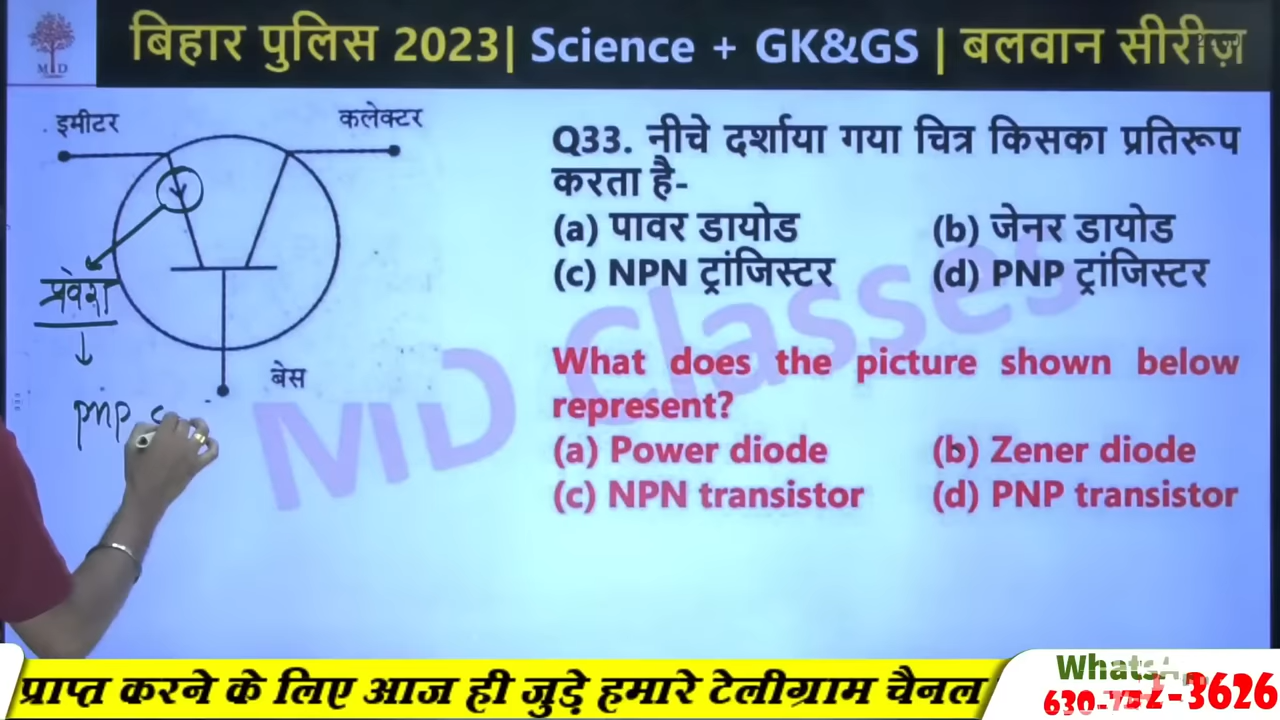 बिहार पुलिस 2023| Science + GK&GS | बलवान सीरीज़
इमीटर
कलेक्टर
प्रवेश
बेस
PNP
Q33. नीचे दर्शाया गया चित्र किसका प्रतिरूप
करता है-
(a) पावर डायोड (b) जेनर डायोड
(c) NPN ट्रांजिस्टर (d) PNP ट्रांजिस्टर
What does the picture shown below
represent?
(a) Power diode (b) Zener diode
(c) NPN transistor (d) PNP transistor
MD Classes
प्राप्त करने के लिए आज ही जुड़े हमारे टेलीग्राम चैनल